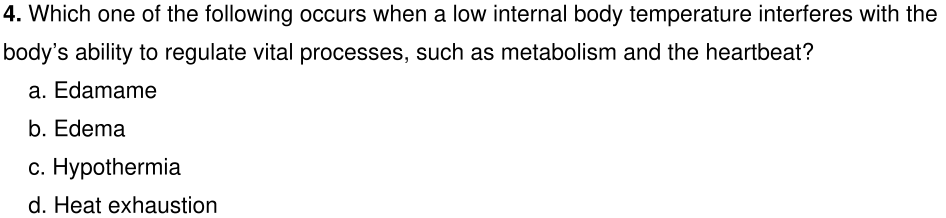 4. Which one of the following occurs when a low internal body temperature interferes with the
body’s ability to regulate vital processes, such as metabolism and the heartbeat?
a. Edamame
b. Edema
c. Hypothermia
d. Heat exhaustion